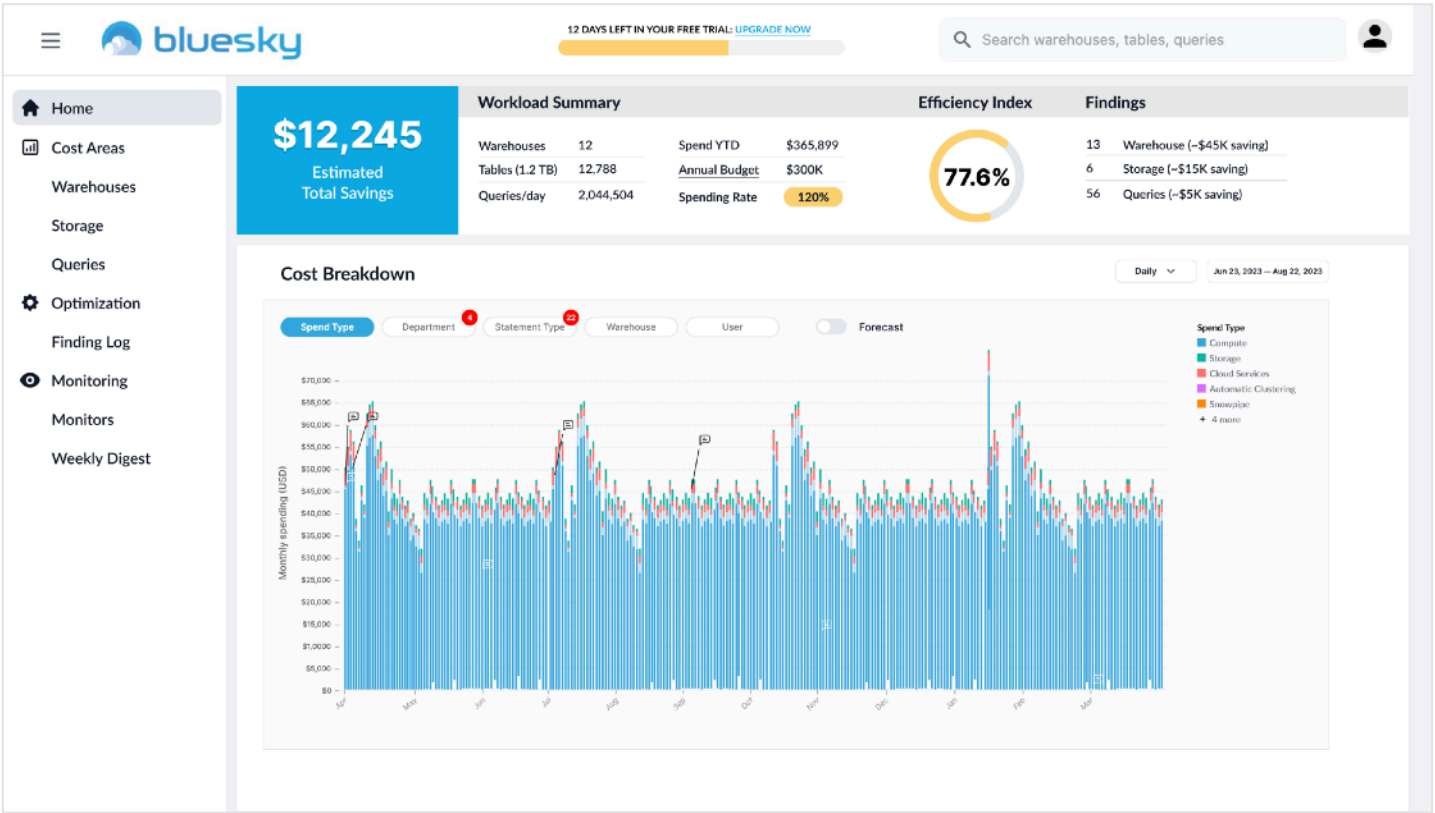 bluesky
12 DAYS LEFT IN YOUR FREE TRIAL: UPGRADE NOW
Search warehouses, tables, queries
Home
Cost Areas
Warehouses
Storage
Queries
Optimization
Finding Log
Monitoring
Monitors
Weekly Digest
$12,245
Estimated
Total Savings
Workload Summary
Warehouses 12
Tables (1.2 TB) 12,788
Queries/day 2,044,504
Spend YTD $365,899
Annual Budget $300K
Spending Rate 120%
Efficiency Index
77.6%
Findings
13 Warehouse (~$45K saving)
6 Storage (~$15K saving)
56 Queries (~$5K saving)
Cost Breakdown
Daily
Jun 23, 2023 — Aug 22, 2023
Spend Type
Department 4
Statement Type 22
Warehouse
User
Forecast
Spend Type
Compute
Storage
Cloud Services
Automatic Clustering
Snowpipe
+ 4 more
Monthly spending (USD)
$70,000
$65,000
$60,000
$55,000
$50,000
$45,000
$40,000
$35,000
$30,000
$25,000
$20,000
$15,000
$1,0000
$5,000
$0
Apr May Jun Jul Aug Sep Oct Nov Dec Jan Feb Mar